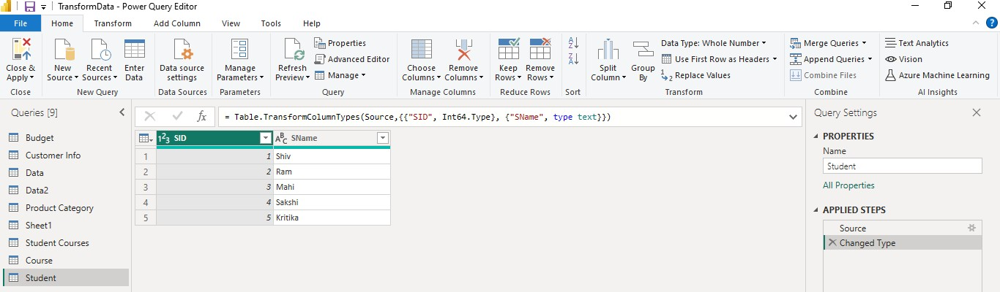 TransformData - Power Query Editor
File Home Transform Add Column View Tools Help
Close & Apply
Close
New Source
Recent Sources
Enter Data
New Query
Data source settings
Data Sources
Manage Parameters
Parameters
Refresh Preview
Properties
Advanced Editor
Manage
Query
Choose Columns
Remove Columns
Manage Columns
Keep Rows
Remove Rows
Reduce Rows
A Z
Z A
Sort
Split Column
Group By
Data Type: Whole Number
Use First Row as Headers
1 2 Replace Values
Transform
Merge Queries
Append Queries
Combine Files
Combine
Text Analytics
Vision
Azure Machine Learning
AI Insights
?
Queries [9]
Budget
Customer Info
Data
Data2
Product Category
Sheet1
Student Courses
Course
Student
fx = Table.TransformColumnTypes(Source,{{"SID", Int64.Type}, {"SName", type text}})
123 SID ABC SName
1 1 Shiv
2 2 Ram
3 3 Mahi
4 4 Sakshi
5 5 Kritika
Query Settings
PROPERTIES
Name
Student
All Properties
APPLIED STEPS
Source
Changed Type